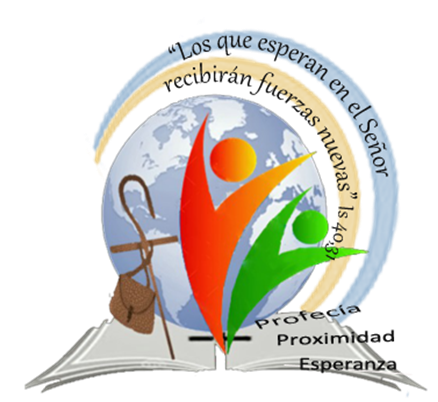 “Los que esperan en el Señor
recibirán fuerzas nuevas” Is 40,31
Profecía
Proximidad
Esperanza